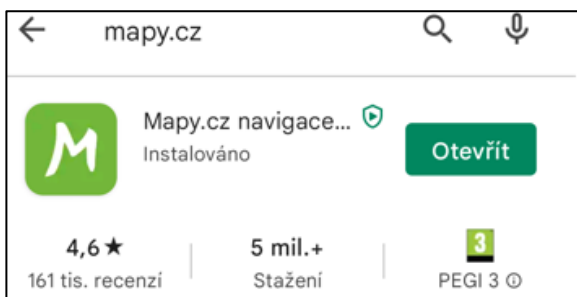 mapy.cz
Mapy.cz navigace...
Instalováno
Otevřít
4,6★
161 tis. recenzí
5 mil.+
Stažení
3
PEGI 3